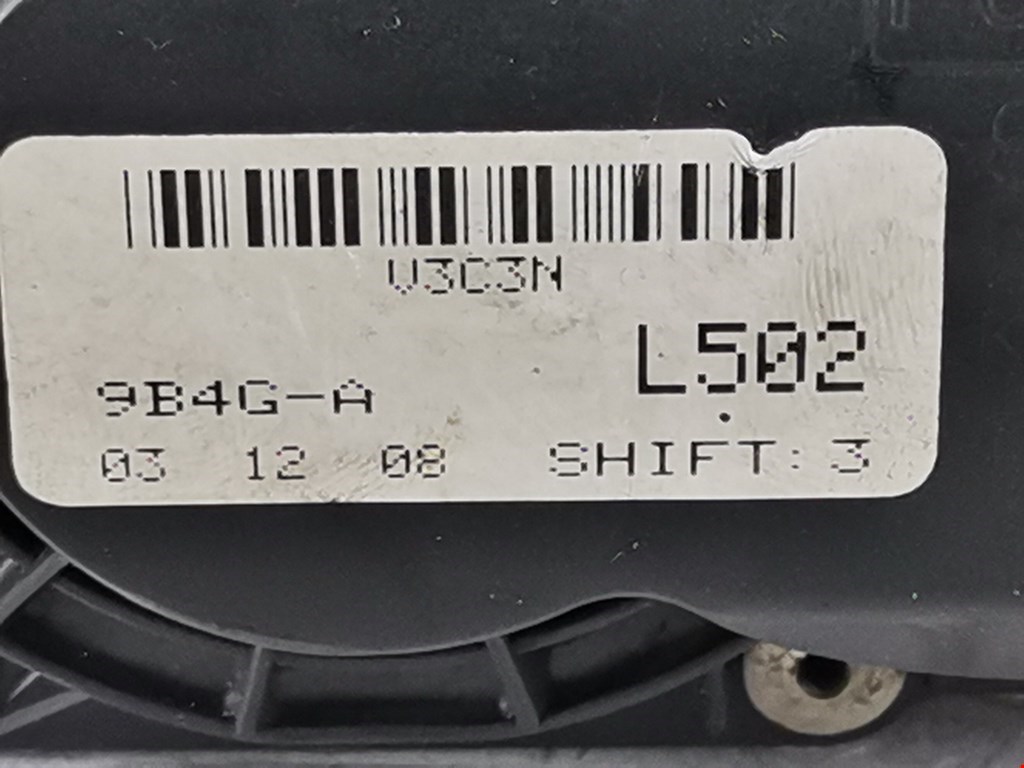 V3C3N
L502
9B4G-A
03 12 08 SHIFT: 3